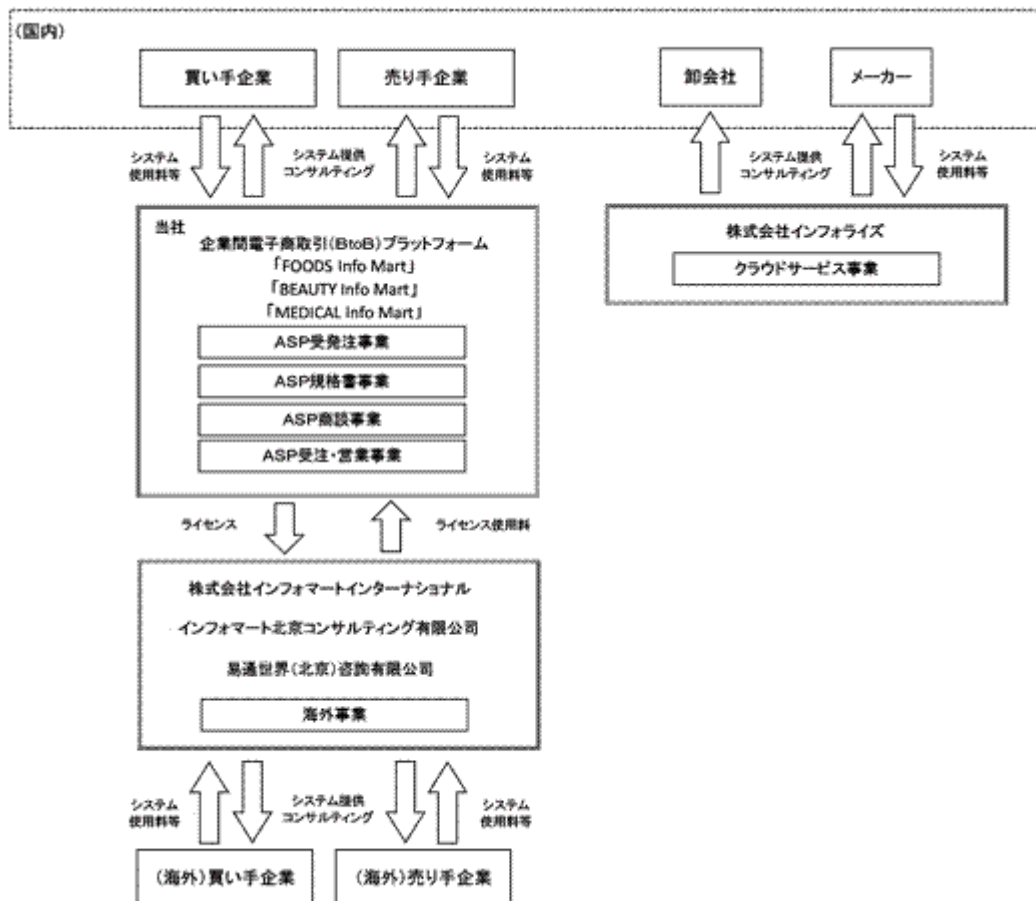 (国内)
買い手企業
売り手企業
卸会社
メーカー
システム
使用料等
システム提供
コンサルティング
システム
使用料等
システム提供
コンサルティング
システム
使用料等
当社
企業間電子商取引(BtoB)プラットフォーム
「FOODS Info Mart」
「BEAUTY Info Mart」
「MEDICAL Info Mart」
ASP受発注事業
ASP規格書事業
ASP商談事業
ASP受注・営業事業
株式会社インフォライズ
クラウドサービス事業
ライセンス
ライセンス使用料
株式会社インフォマートインターナショナル
インフォマート北京コンサルティング有限公司
易通世界(北京)咨詢有限公司
海外事業
システム
使用料等
システム提供
コンサルティング
システム
使用料等
(海外)買い手企業
(海外)売り手企業